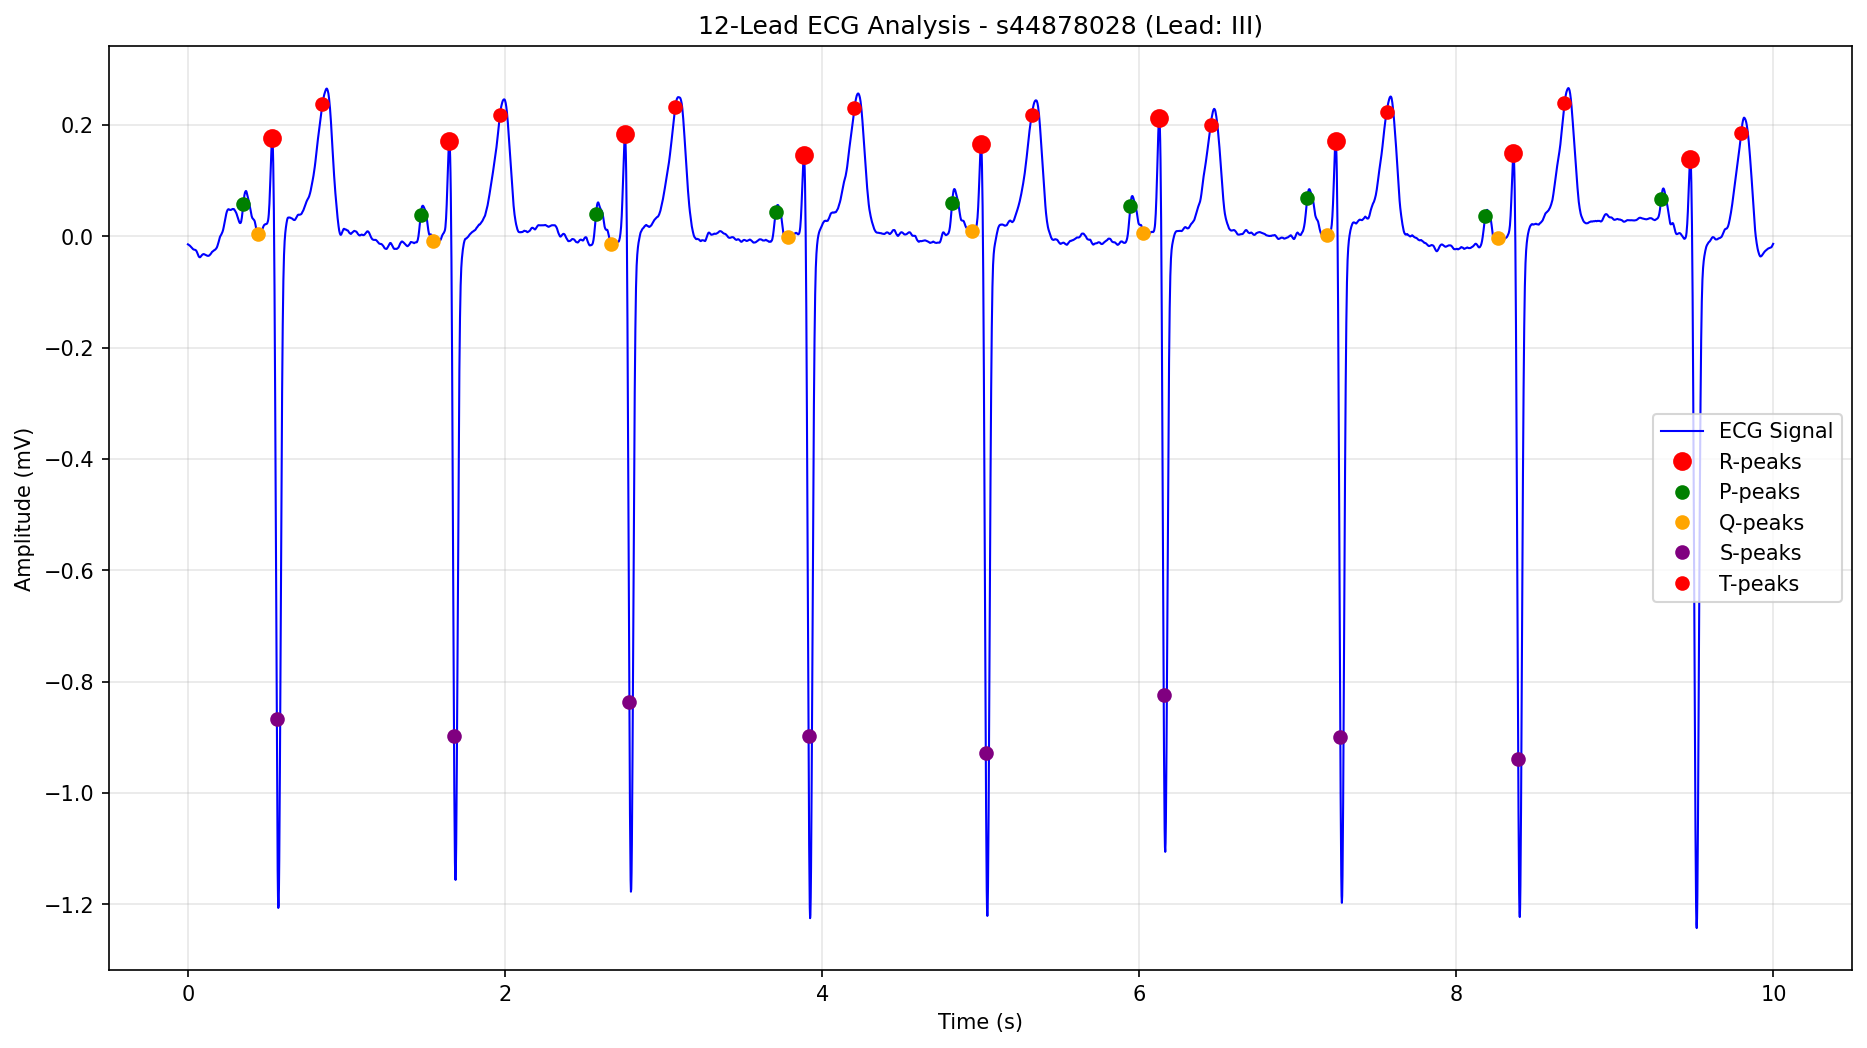 12-Lead ECG Analysis - s44878028 (Lead: III)
Amplitude (mV)
0.2
0.0
−0.2
−0.4
−0.6
−0.8
−1.0
−1.2
ECG Signal
R-peaks
P-peaks
Q-peaks
S-peaks
T-peaks
0 2 4 6 8 10
Time (s)